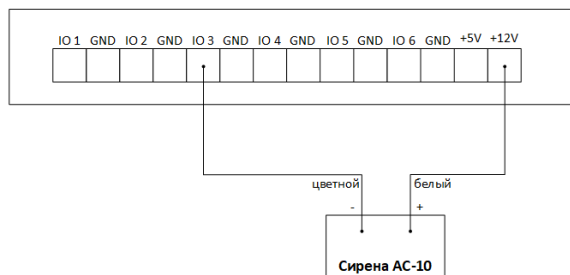 IO 1 GND IO 2 GND IO 3 GND IO 4 GND IO 5 GND IO 6 GND +5V +12V
цветной белый
- +
Сирена АС-10